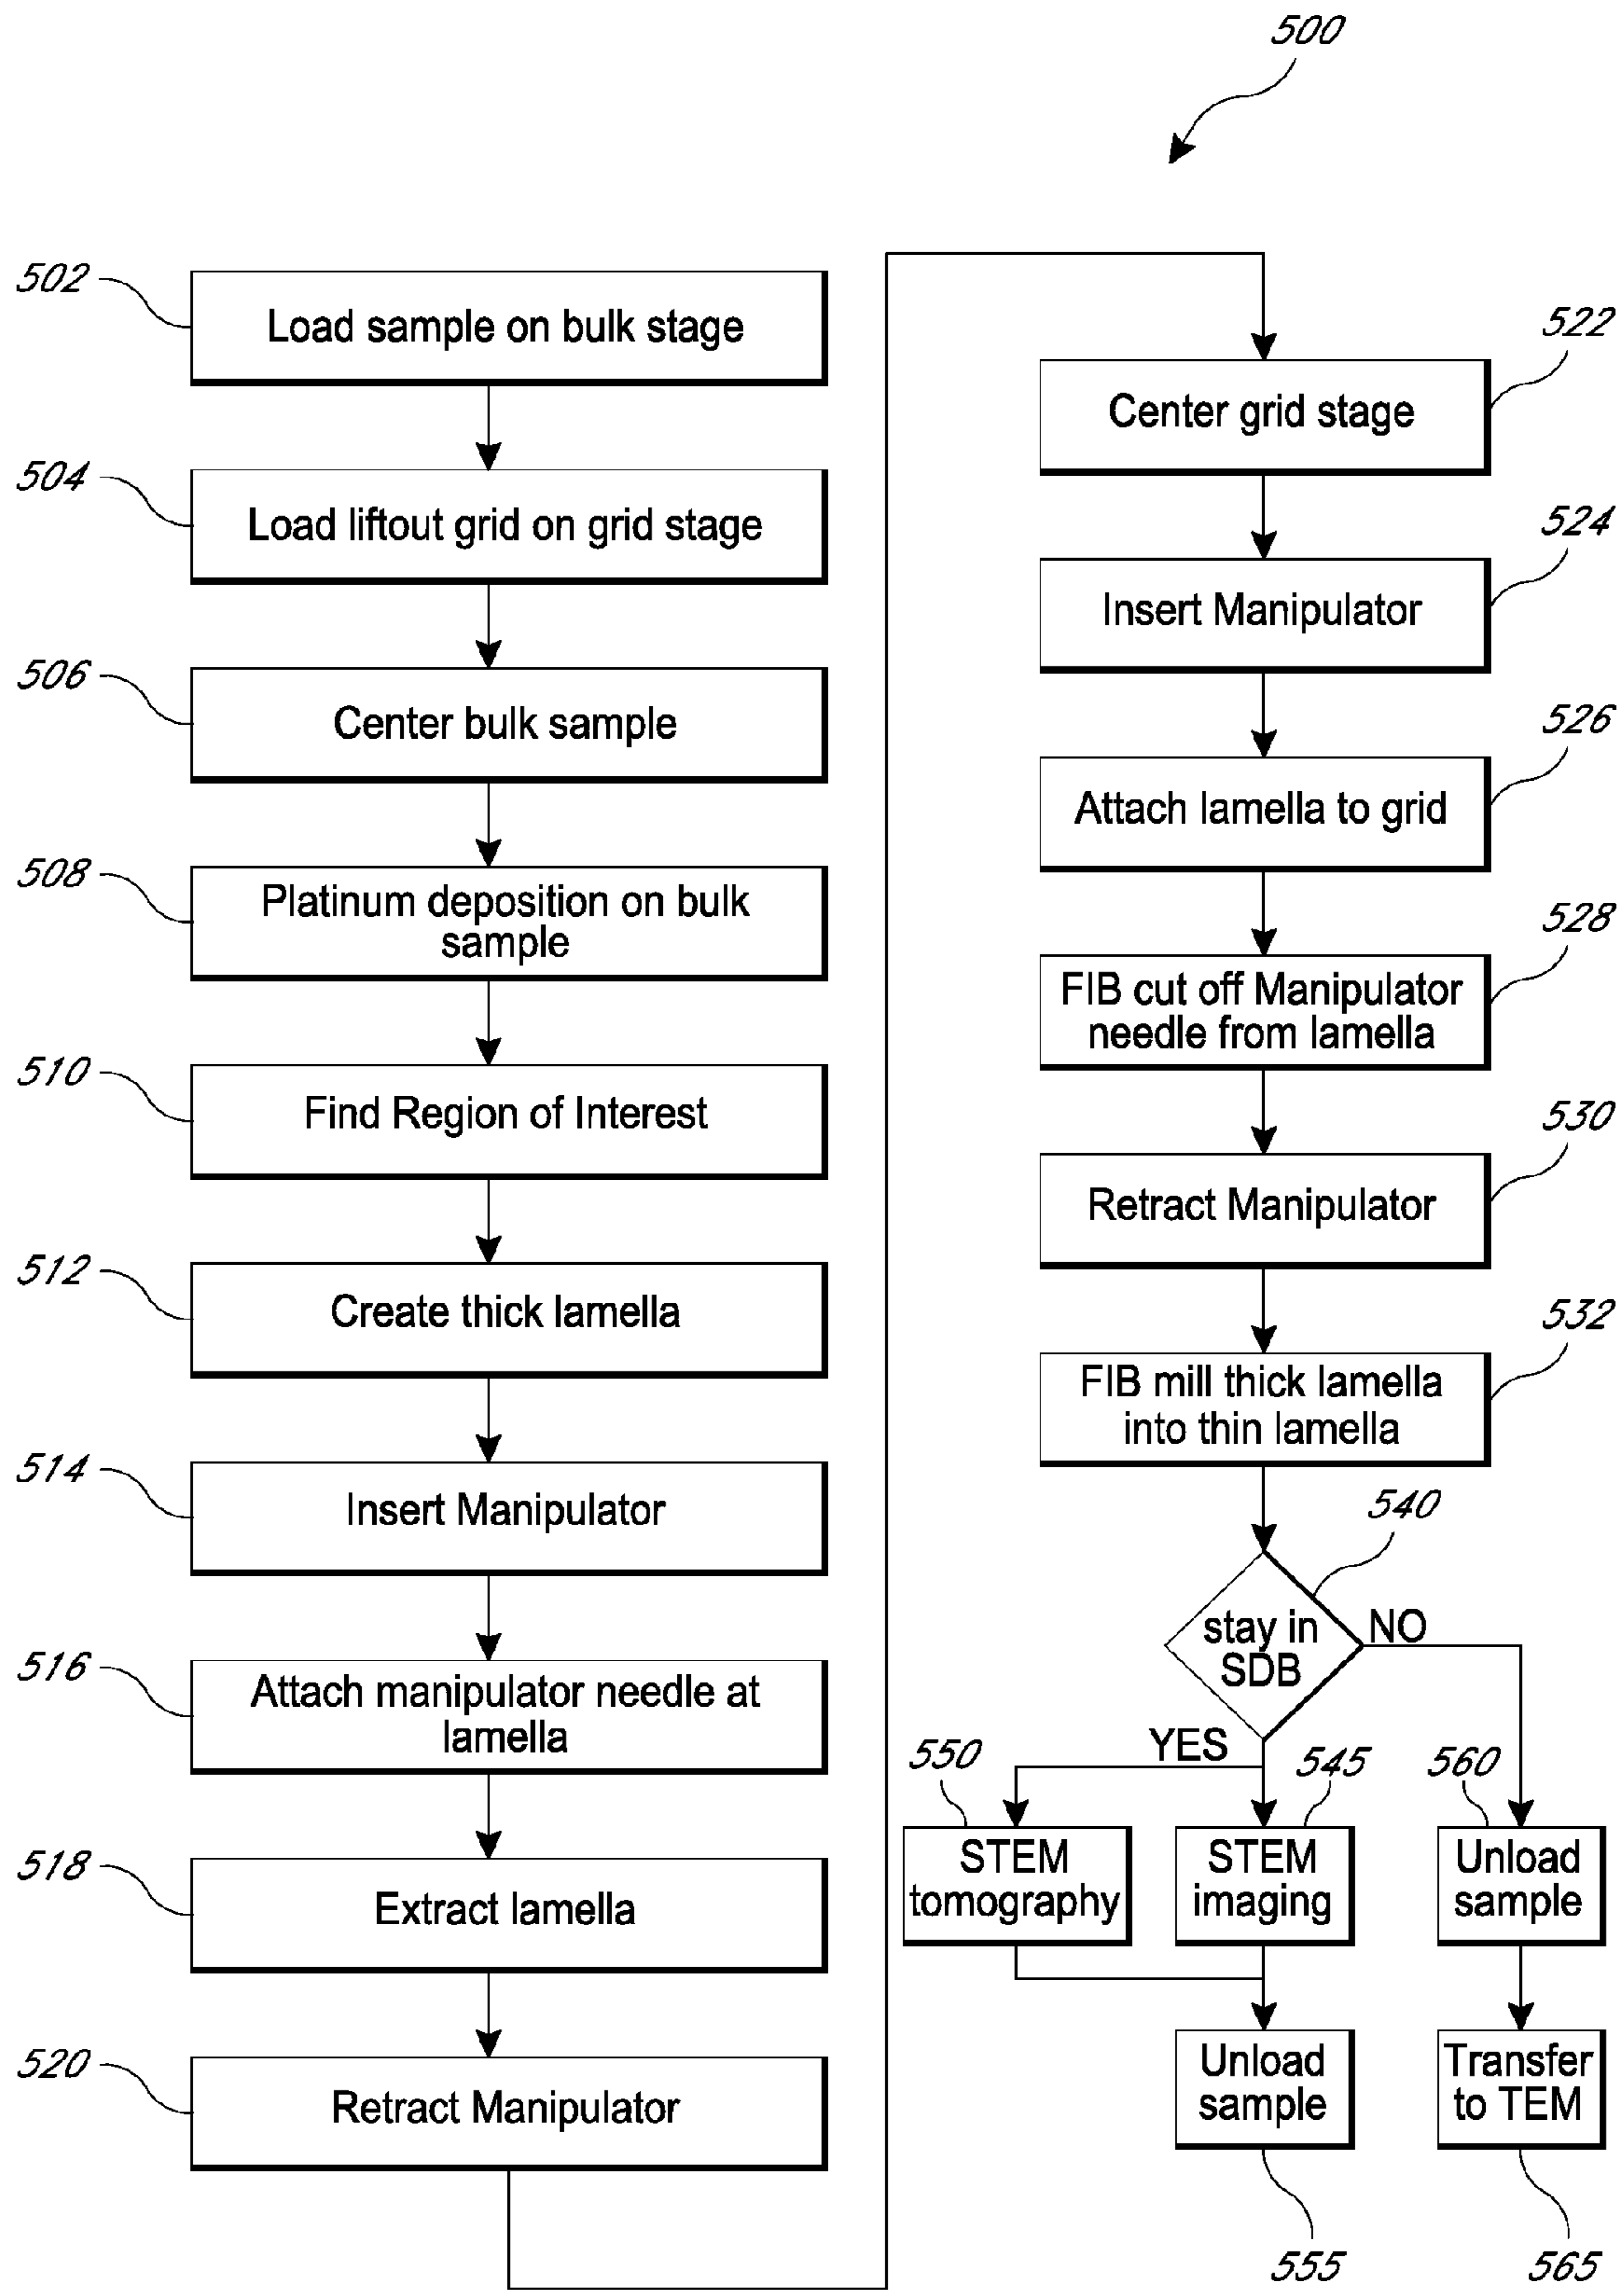 500
502
Load sample on bulk stage
504
Load liftout grid on grid stage
506
Center bulk sample
508
Platinum deposition on bulk
sample
510
Find Region of Interest
512
Create thick lamella
514
Insert Manipulator
516
Attach manipulator needle at
lamella
518
Extract lamella
520
Retract Manipulator
522
Center grid stage
524
Insert Manipulator
526
Attach lamella to grid
528
FIB cut off Manipulator
needle from lamella
530
Retract Manipulator
532
FIB mill thick lamella
into thin lamella
540
stay in
SDB
NO
YES
550
STEM
tomography
545
STEM
imaging
560
Unload
sample
Unload
sample
555
Transfer
to TEM
565